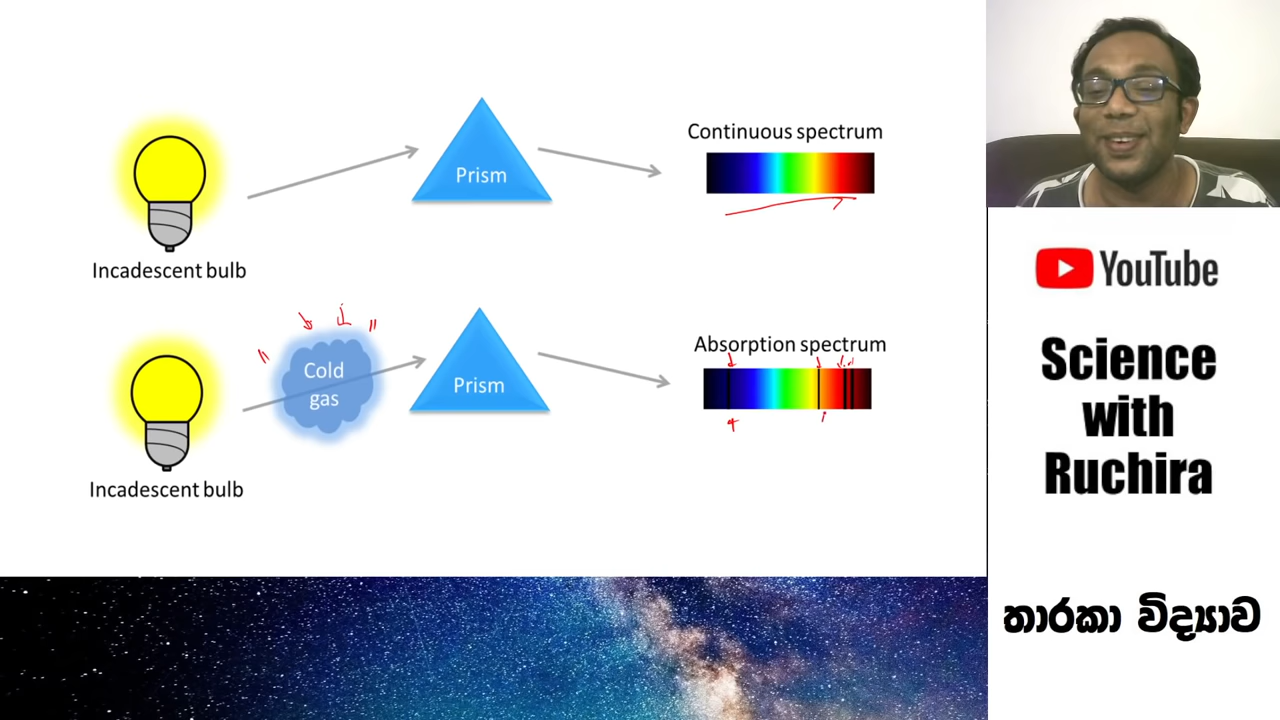 Continuous spectrum
Prism
Incadescent bulb
Absorption spectrum
Cold
gas
Prism
Incadescent bulb
YouTube
Science
with
Ruchira
තාරකා විද්‍යාව